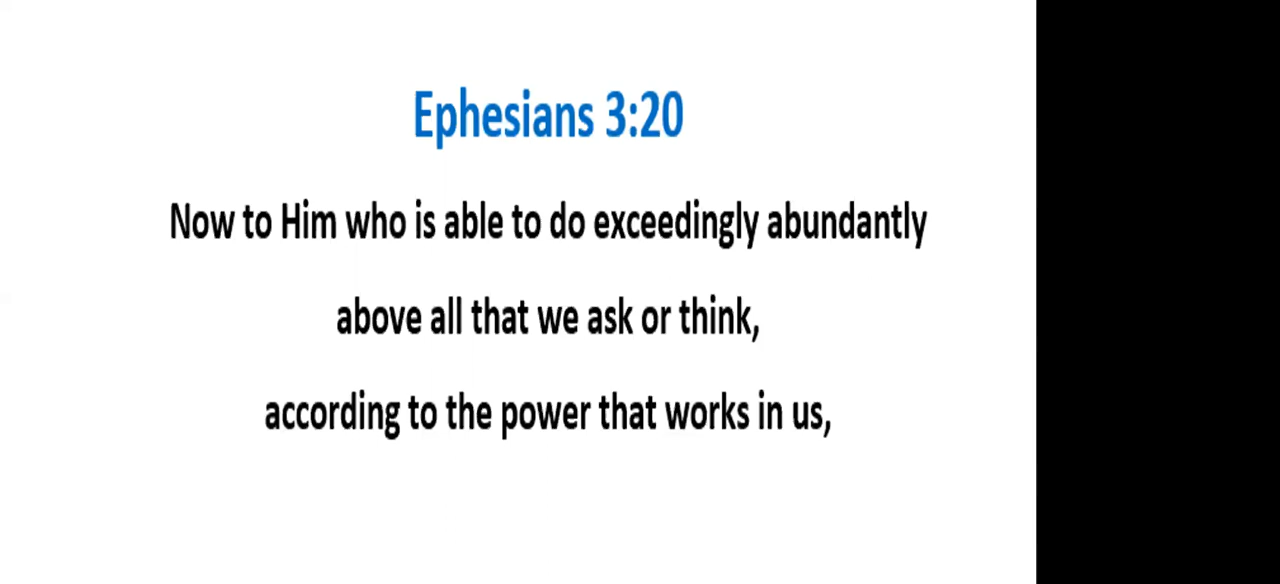 Ephesians 3:20
Now to Him who is able to do exceedingly abundantly
above all that we ask or think,
according to the power that works in us,